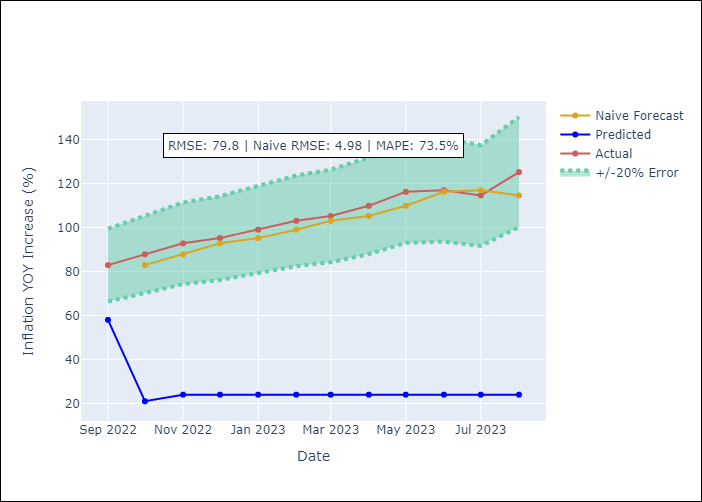 RMSE: 79.8 | Naive RMSE: 4.98 | MAPE: 73.5%
Naive Forecast
Predicted
Actual
+/-20% Error
Inflation YOY Increase (%)
140
120
100
80
60
40
20
Sep 2022
Nov 2022
Jan 2023
Mar 2023
May 2023
Jul 2023
Date